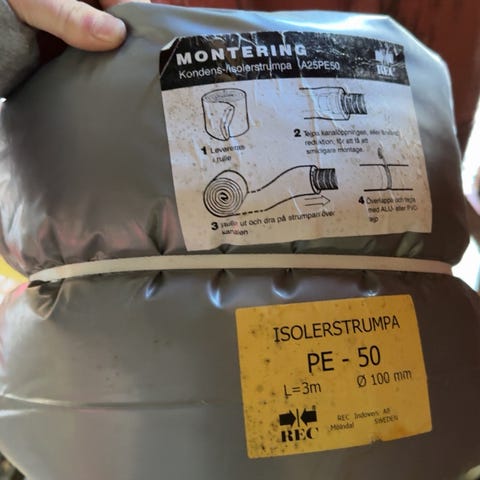 MONTERING
Kondens-/Isolerstrumpa A25PE50
REC
1 Levereras
i rulle
2 Tejpa kanalöppningen, eller använd
reduktion, för att få ett
smidigare montage.
3 Rulle ut och dra på strumpan över
kanalen
4 Överlappa och tejpa
med ALU- eller PVC-
tejp
ISOLERSTRUMPA
PE - 50
L=3m Ø 100 mm
REC
REC Indovent AB
Mölndal SWEDEN